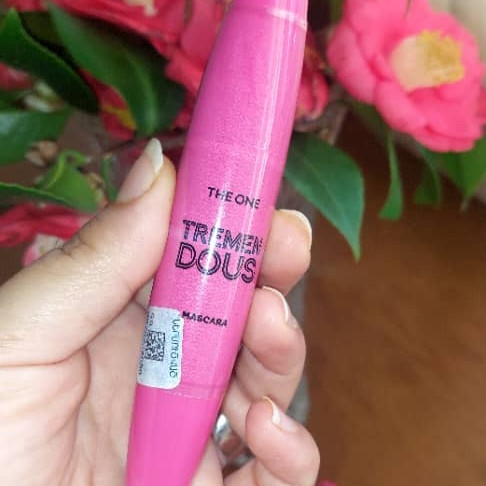 THE ONE
TREMEN
DOUS
MASCARA